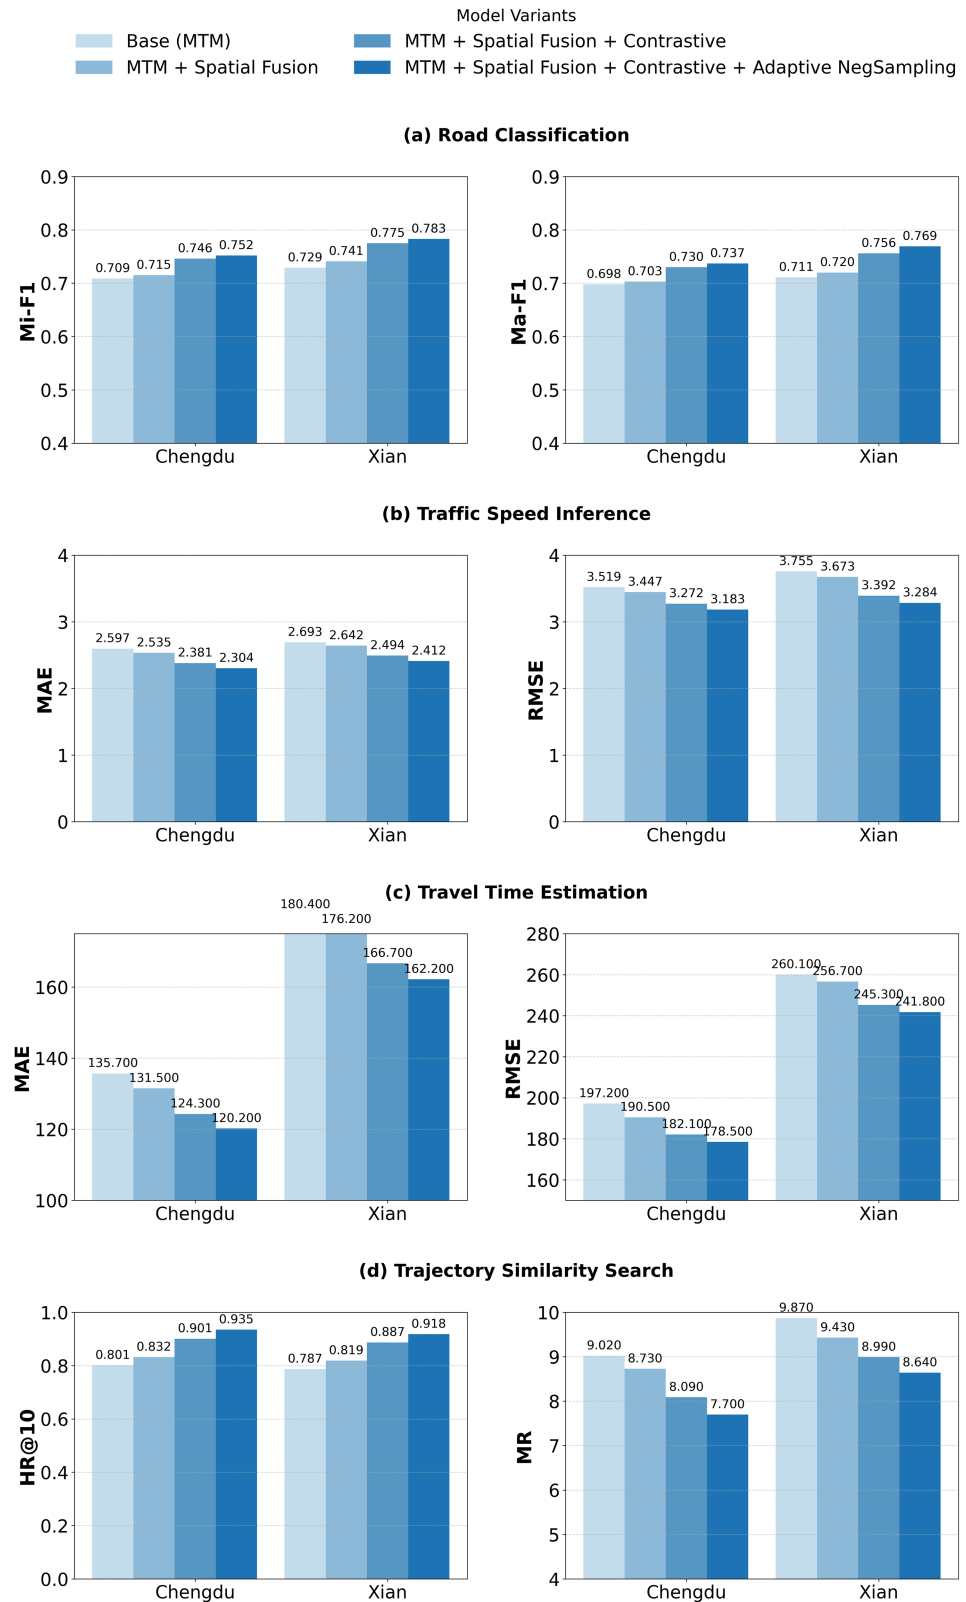 Model Variants
Base (MTM)
MTM + Spatial Fusion
MTM + Spatial Fusion + Contrastive
MTM + Spatial Fusion + Contrastive + Adaptive NegSampling
(a) Road Classification
Mi-F1
0.9
0.8
0.7
0.6
0.5
0.4
0.709 0.715 0.746 0.752
0.729 0.741 0.775 0.783
Chengdu Xian
Ma-F1
0.9
0.8
0.7
0.6
0.5
0.4
0.698 0.703 0.730 0.737
0.711 0.720 0.756 0.769
Chengdu Xian
(b) Traffic Speed Inference
MAE
4
3
2
1
0
2.597 2.535 2.381 2.304
2.693 2.642 2.494 2.412
Chengdu Xian
RMSE
4
3
2
1
0
3.519 3.447 3.272 3.183
3.755 3.673 3.392 3.284
Chengdu Xian
(c) Travel Time Estimation
MAE
160
140
120
100
135.700 131.500 124.300 120.200
180.400 176.200 166.700 162.200
Chengdu Xian
RMSE
280
260
240
220
200
180
160
197.200 190.500 182.100 178.500
260.100 256.700 245.300 241.800
Chengdu Xian
(d) Trajectory Similarity Search
HR@10
1.0
0.8
0.6
0.4
0.2
0.0
0.801 0.832 0.901 0.935
0.787 0.819 0.887 0.918
Chengdu Xian
MR
10
9
8
7
6
5
4
9.020 8.730 8.090 7.700
9.870 9.430 8.990 8.640
Chengdu Xian